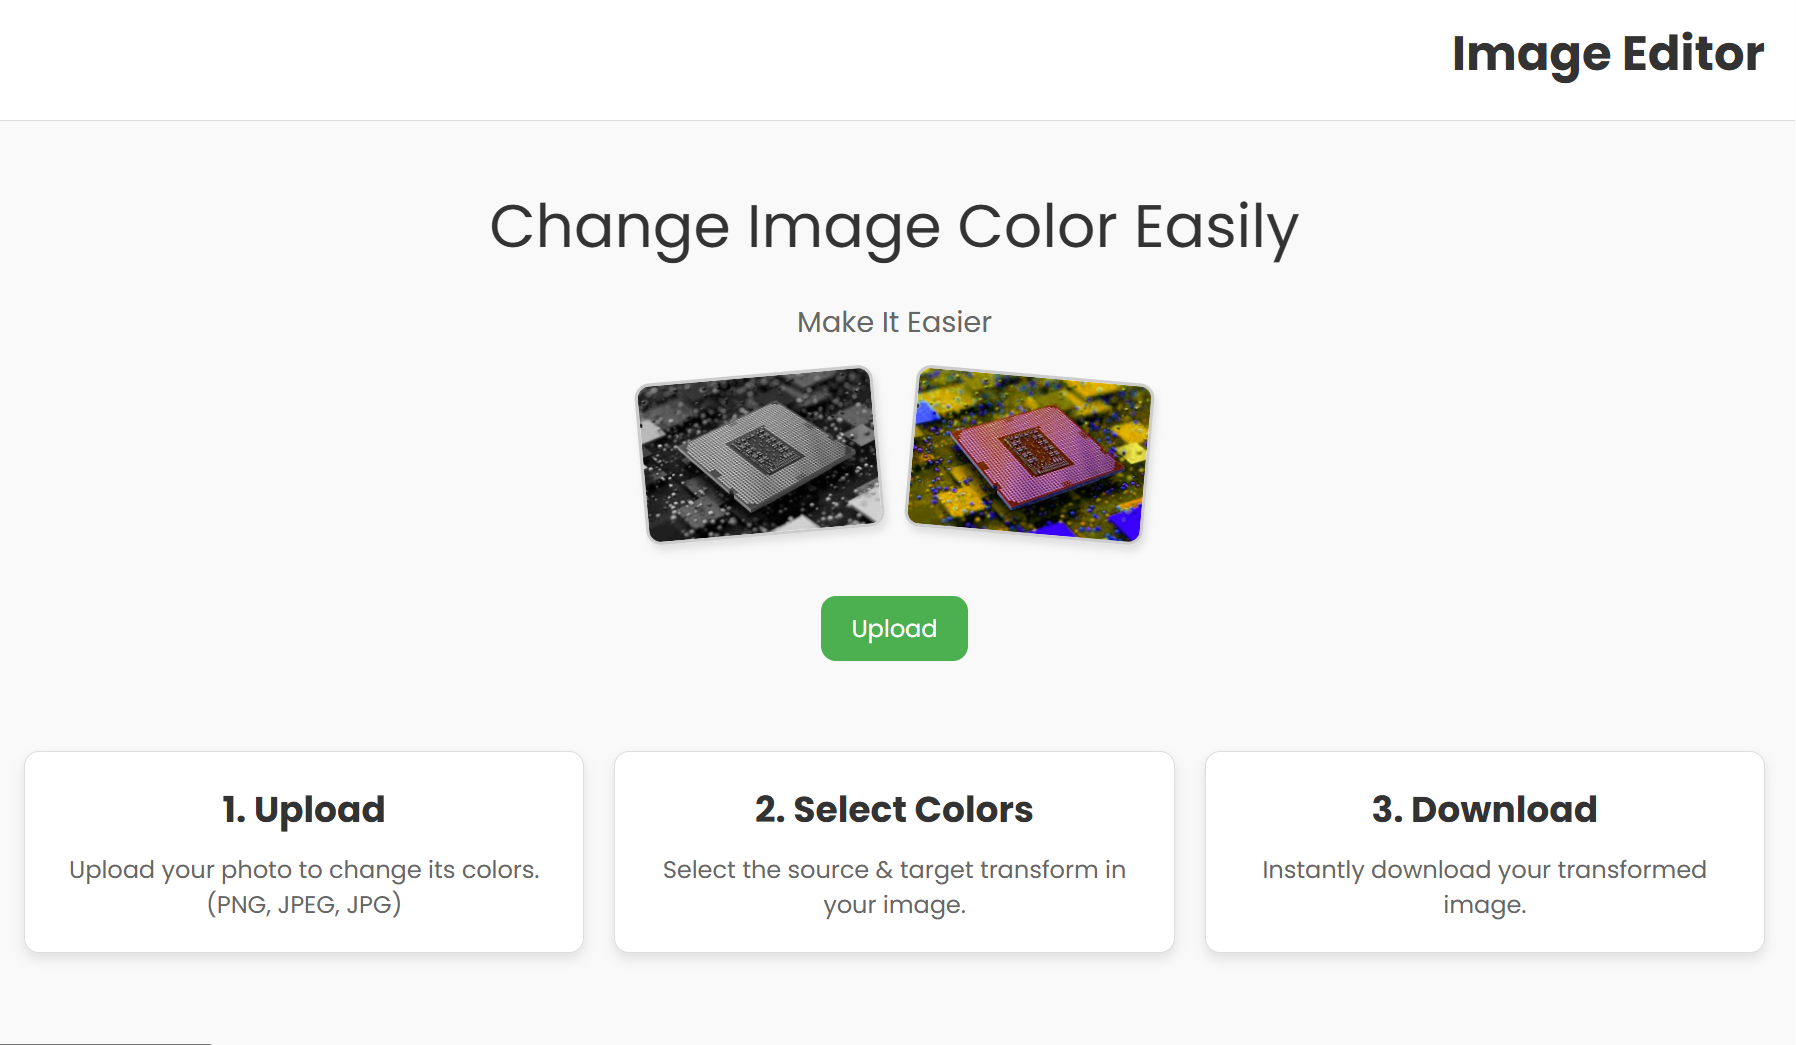 Image Editor
Change Image Color Easily
Make It Easier
Upload
1. Upload
Upload your photo to change its colors.
(PNG, JPEG, JPG)
2. Select Colors
Select the source & target transform in
your image.
3. Download
Instantly download your transformed
image.